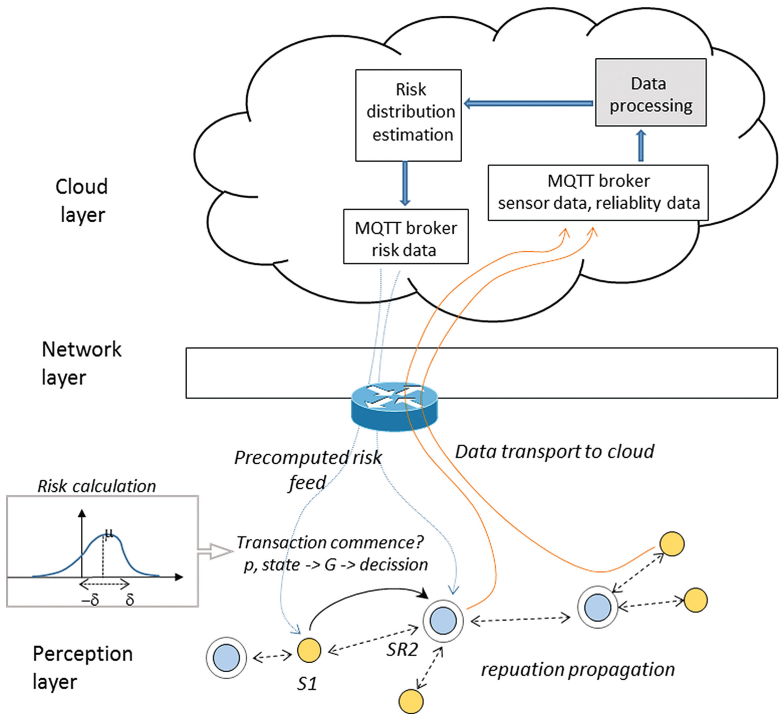 Risk
distribution
estimation
Data
processing
Cloud
layer
MQTT broker
sensor data, reliablity data
MQTT broker
risk data
Network
layer
Precomputed risk
feed
Data transport to cloud
Risk calculation
μ
−δ
δ
Transaction commence?
p, state -> G -> decission
Perception
layer
S1
SR2
repuation propagation